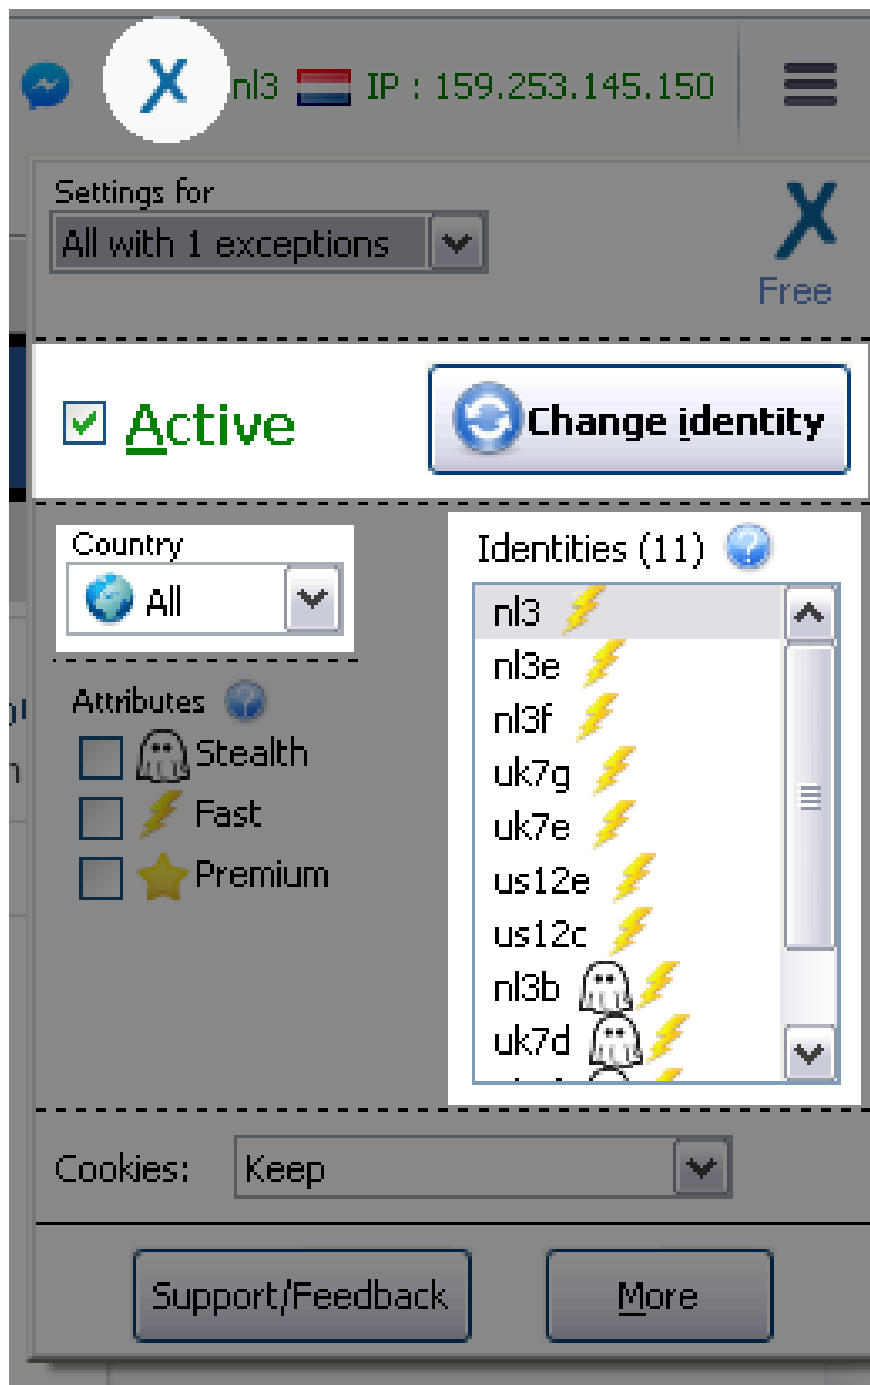 nl3 IP : 159.253.145.150
Settings for
All with 1 exceptions
Free
Active
Change identity
Country
All
Identities (11)
nl3
nl3e
nl3f
uk7g
uk7e
us12e
us12c
nl3b
uk7d
Attributes
Stealth
Fast
Premium
Cookies:
Keep
Support/Feedback
More